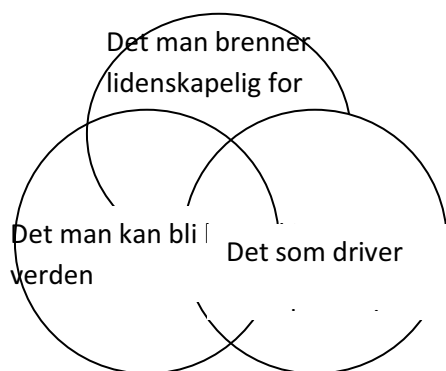 Det man brenner
lidenskapelig for
Det man kan bli
verden
Det som driver